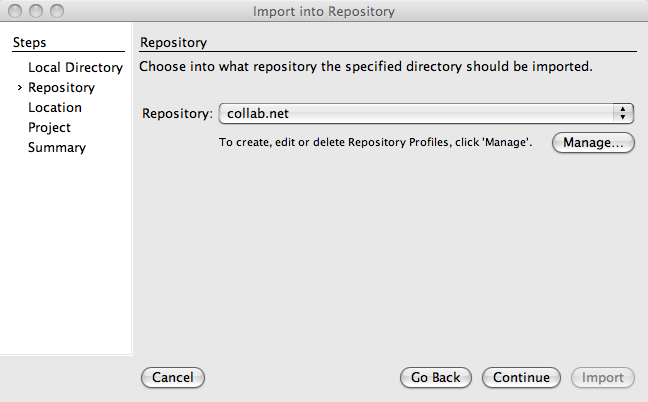 Import into Repository
Steps
Local Directory
› Repository
Location
Project
Summary
Repository
Choose into what repository the specified directory should be imported.
Repository: collab.net
To create, edit or delete Repository Profiles, click 'Manage'. Manage...
Cancel Go Back Continue Import